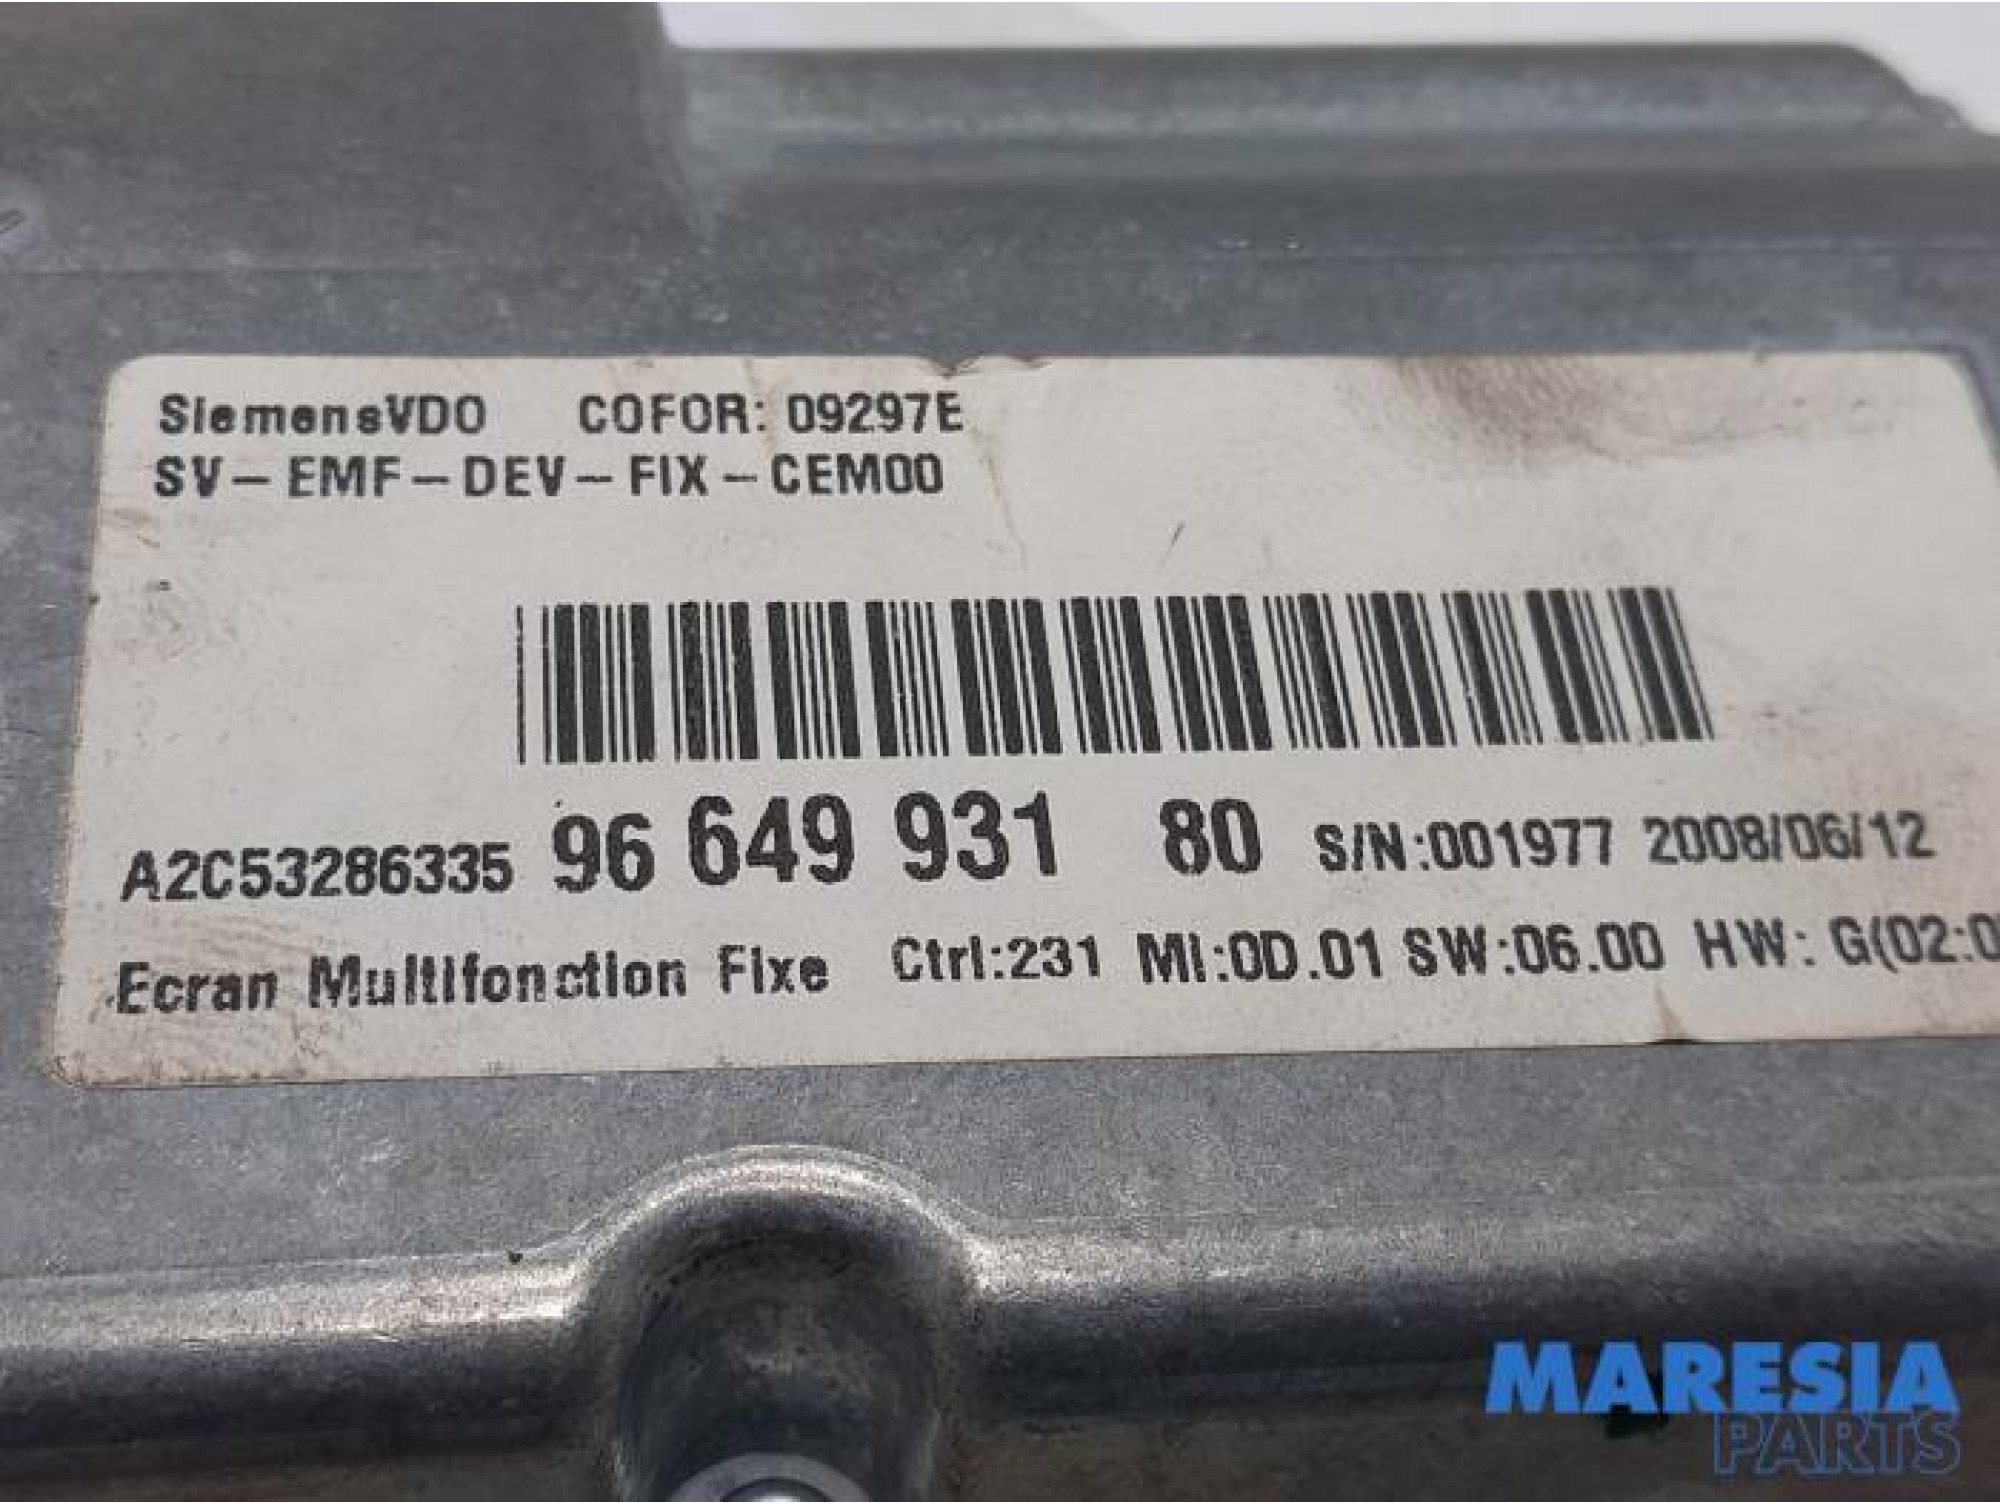 SiemensVDO COFOR: 09297E
SV-EMF-DEV-FIX-CEM00
A2C53286335 96 649 931 80 S/N:001977 2008/06/12
Ecran Multifonction Fixe Ctrl:231 MI:0D.01 SW:06.00 HW: G(02:0
MARESIA
PARTS